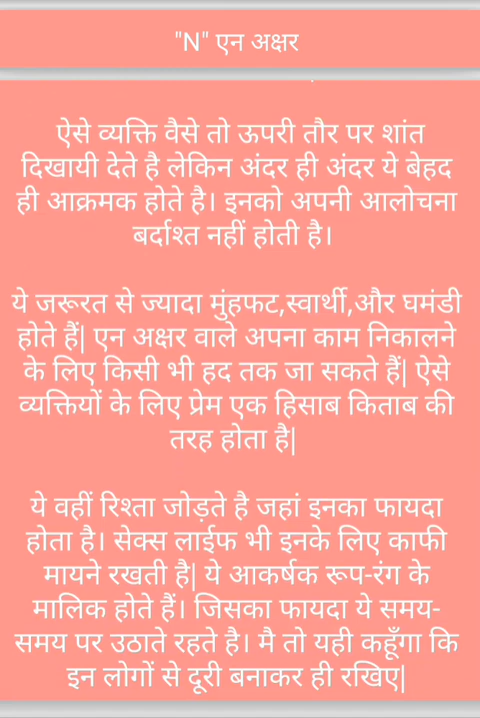 "N" एन अक्षर
ऐसे व्यक्ति वैसे तो ऊपरी तौर पर शांत
दिखायी देते है लेकिन अंदर ही अंदर ये बेहद
ही आक्रमक होते है। इनको अपनी आलोचना
बर्दाश्त नहीं होती है।
ये जरूरत से ज्यादा मुंहफट,स्वार्थी,और घमंडी
होते हैं| एन अक्षर वाले अपना काम निकालने
के लिए किसी भी हद तक जा सकते हैं| ऐसे
व्यक्तियों के लिए प्रेम एक हिसाब किताब की
तरह होता है|
ये वहीं रिश्ता जोड़ते है जहां इनका फायदा
होता है। सेक्स लाईफ भी इनके लिए काफी
मायने रखती है| ये आकर्षक रूप-रंग के
मालिक होते हैं। जिसका फायदा ये समय-
समय पर उठाते रहते है। मै तो यही कहूँगा कि
इन लोगों से दूरी बनाकर ही रखिए|